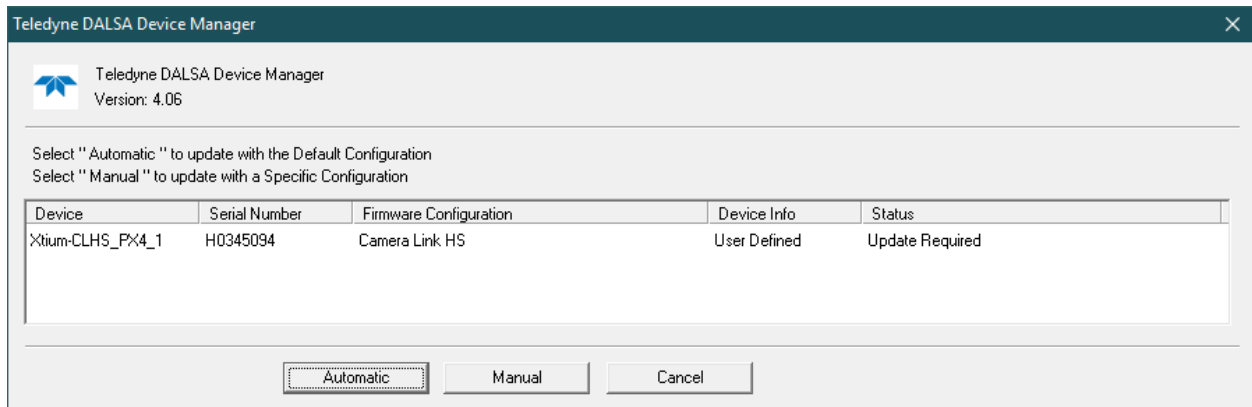 Teledyne DALSA Device Manager
Teledyne DALSA Device Manager
Version: 4.06
Select "Automatic" to update with the Default Configuration
Select "Manual" to update with a Specific Configuration
Device Serial Number Firmware Configuration Device Info Status
Xtium-CLHS_PX4_1 H0345094 Camera Link HS User Defined Update Required
Automatic Manual Cancel